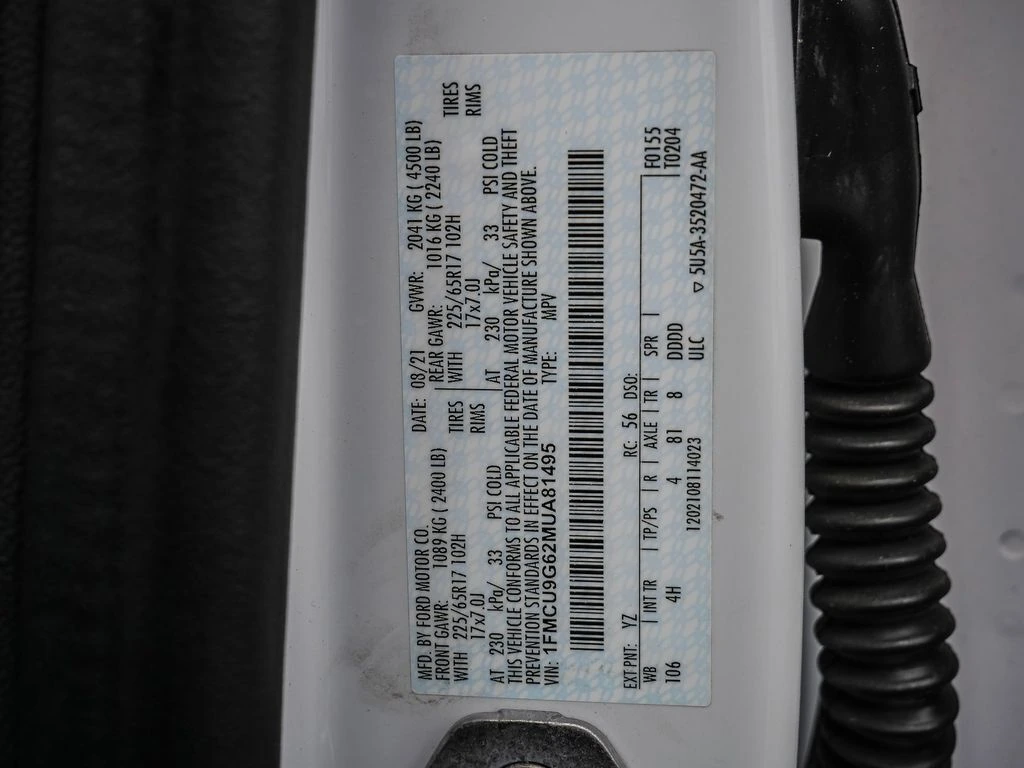 MFD. BY FORD MOTOR CO. DATE: 08/21 GVWR: 2041 KG ( 4500 LB)
FRONT GAWR: 1089 KG ( 2400 LB) REAR GAWR: 1016 KG ( 2240 LB)
WITH 225/65R17 102H TIRES WITH 225/65R17 102H TIRES
17x7.0J RIMS 17x7.0J RIMS
AT 230 kPa/ 33 PSI COLD AT 230 kPa/ 33 PSI COLD
THIS VEHICLE CONFORMS TO ALL APPLICABLE FEDERAL MOTOR VEHICLE SAFETY AND THEFT
PREVENTION STANDARDS IN EFFECT ON THE DATE OF MANUFACTURE SHOWN ABOVE.
VIN: 1FMCU9G62MUA81495 TYPE: MPV
EXT PNT: YZ RC: 56 DSO: F0155
WB INT TR TP/PS R AXLE TR SPR T0204
106 4H 4 81 8 DDDD
12021081114023 ULC
5U5A-3520472-AA